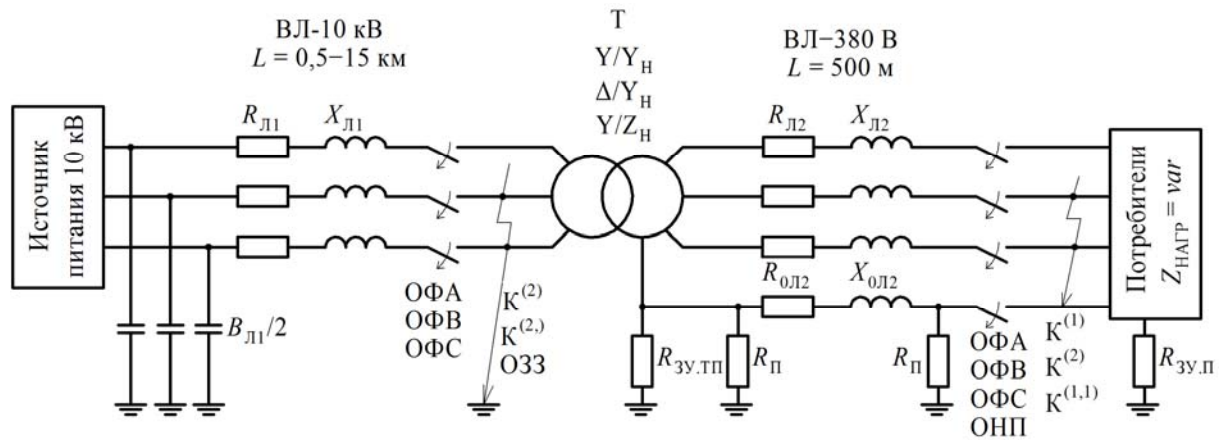 ВЛ-10 кВ
L = 0,5−15 км
Т
Y/Yн
Δ/Yн
Y/Zн
ВЛ−380 В
L = 500 м
Источник
питания 10 кВ
RЛ1
XЛ1
RЛ2
XЛ2
Потребители
ZНАГР = var
BЛ1/2
ОФА
ОФВ
ОФС
К(2)
К(2,)
ОЗЗ
R0Л2
X0Л2
RЗУ.ТП
RП
RП
ОФА
ОФВ
ОФС
ОНП
К(1)
К(2)
К(1,1)
RЗУ.П